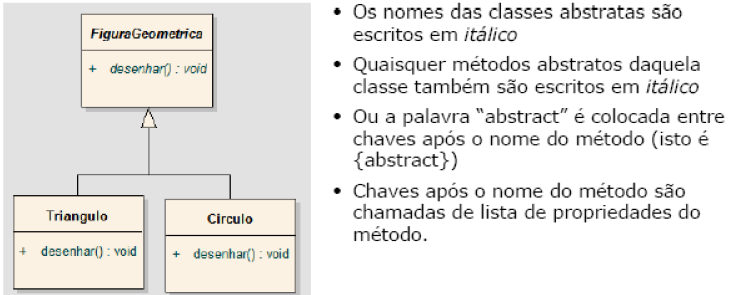 FiguraGeometrica
+ desenhar() : void
Triangulo
+ desenhar() : void
Circulo
+ desenhar() : void
• Os nomes das classes abstratas são
escritos em itálico
• Quaisquer métodos abstratos daquela
classe também são escritos em itálico
• Ou a palavra “abstract” é colocada entre
chaves após o nome do método (isto é
{abstract})
• Chaves após o nome do método são
chamadas de lista de propriedades do
método.